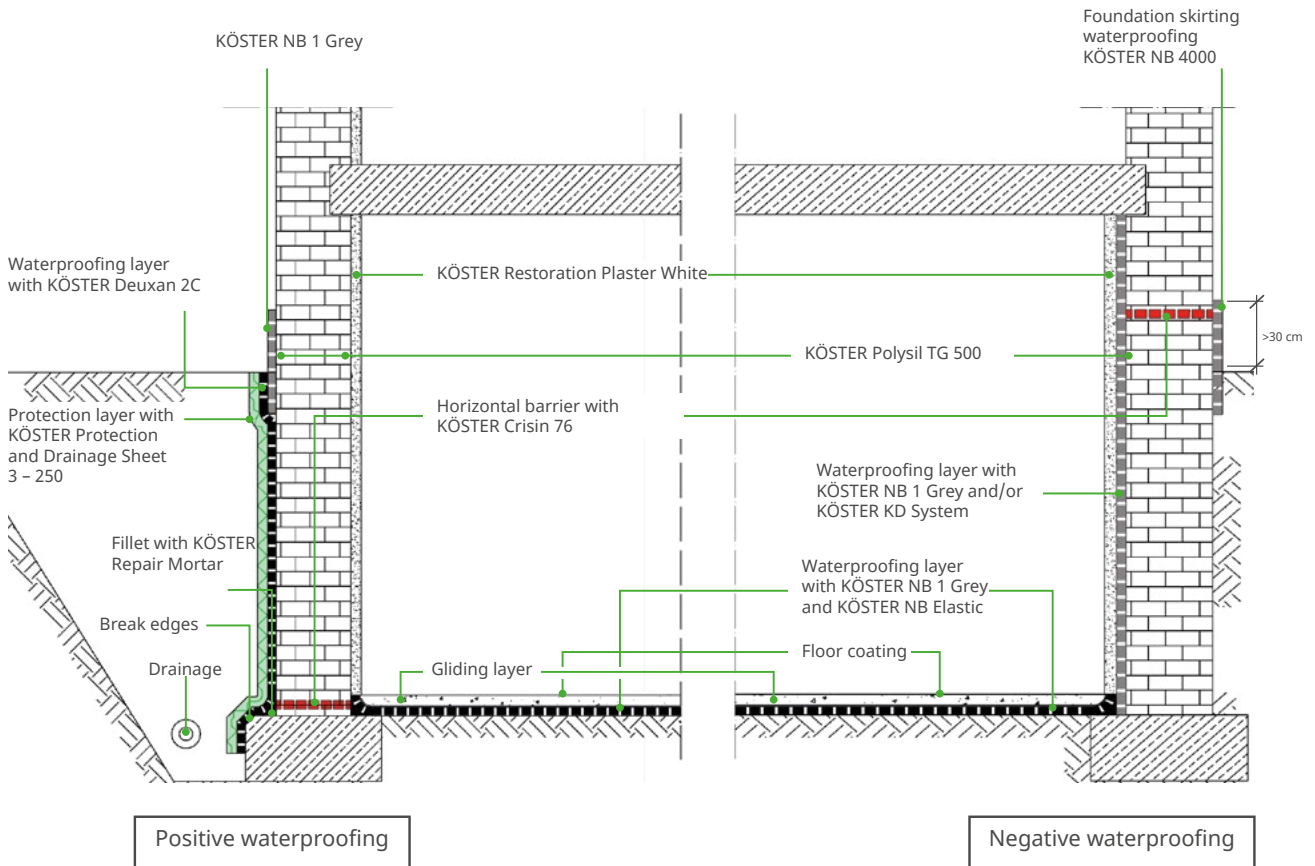 KÖSTER NB 1 Grey
Foundation skirting
waterproofing
KÖSTER NB 4000
Waterproofing layer
with KÖSTER Deuxan 2C
KÖSTER Restoration Plaster White
>30 cm
KÖSTER Polysil TG 500
Protection layer with
KÖSTER Protection
and Drainage Sheet
3 – 250
Horizontal barrier with
KÖSTER Crisin 76
Waterproofing layer with
KÖSTER NB 1 Grey and/or
KÖSTER KD System
Fillet with KÖSTER
Repair Mortar
Waterproofing layer
with KÖSTER NB 1 Grey
and KÖSTER NB Elastic
Break edges
Drainage
Gliding layer
Floor coating
Positive waterproofing
Negative waterproofing